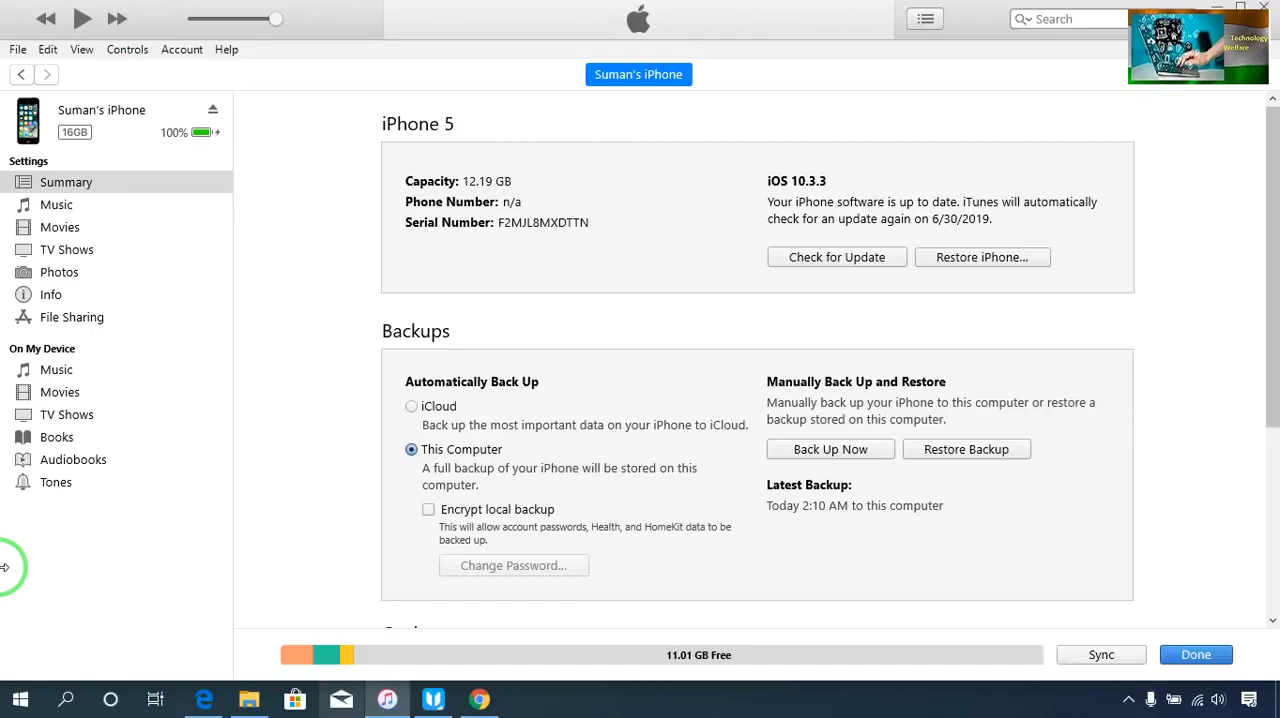 Search
Technology
Welfare
File Edit View Controls Account Help
Suman's iPhone
Suman's iPhone
16GB 100%
Settings
Summary
Music
Movies
TV Shows
Photos
Info
File Sharing
On My Device
Music
Movies
TV Shows
Books
Audiobooks
Tones
iPhone 5
Capacity: 12.19 GB
Phone Number: n/a
Serial Number: F2MJL8MXDTTN
iOS 10.3.3
Your iPhone software is up to date. iTunes will automatically
check for an update again on 6/30/2019.
Check for Update Restore iPhone...
Backups
Automatically Back Up
iCloud
Back up the most important data on your iPhone to iCloud.
This Computer
A full backup of your iPhone will be stored on this
computer.
Encrypt local backup
This will allow account passwords, Health, and HomeKit data to be
backed up.
Change Password...
Manually Back Up and Restore
Manually back up your iPhone to this computer or restore a
backup stored on this computer.
Back Up Now Restore Backup
Latest Backup:
Today 2:10 AM to this computer
11.01 GB Free
Sync Done